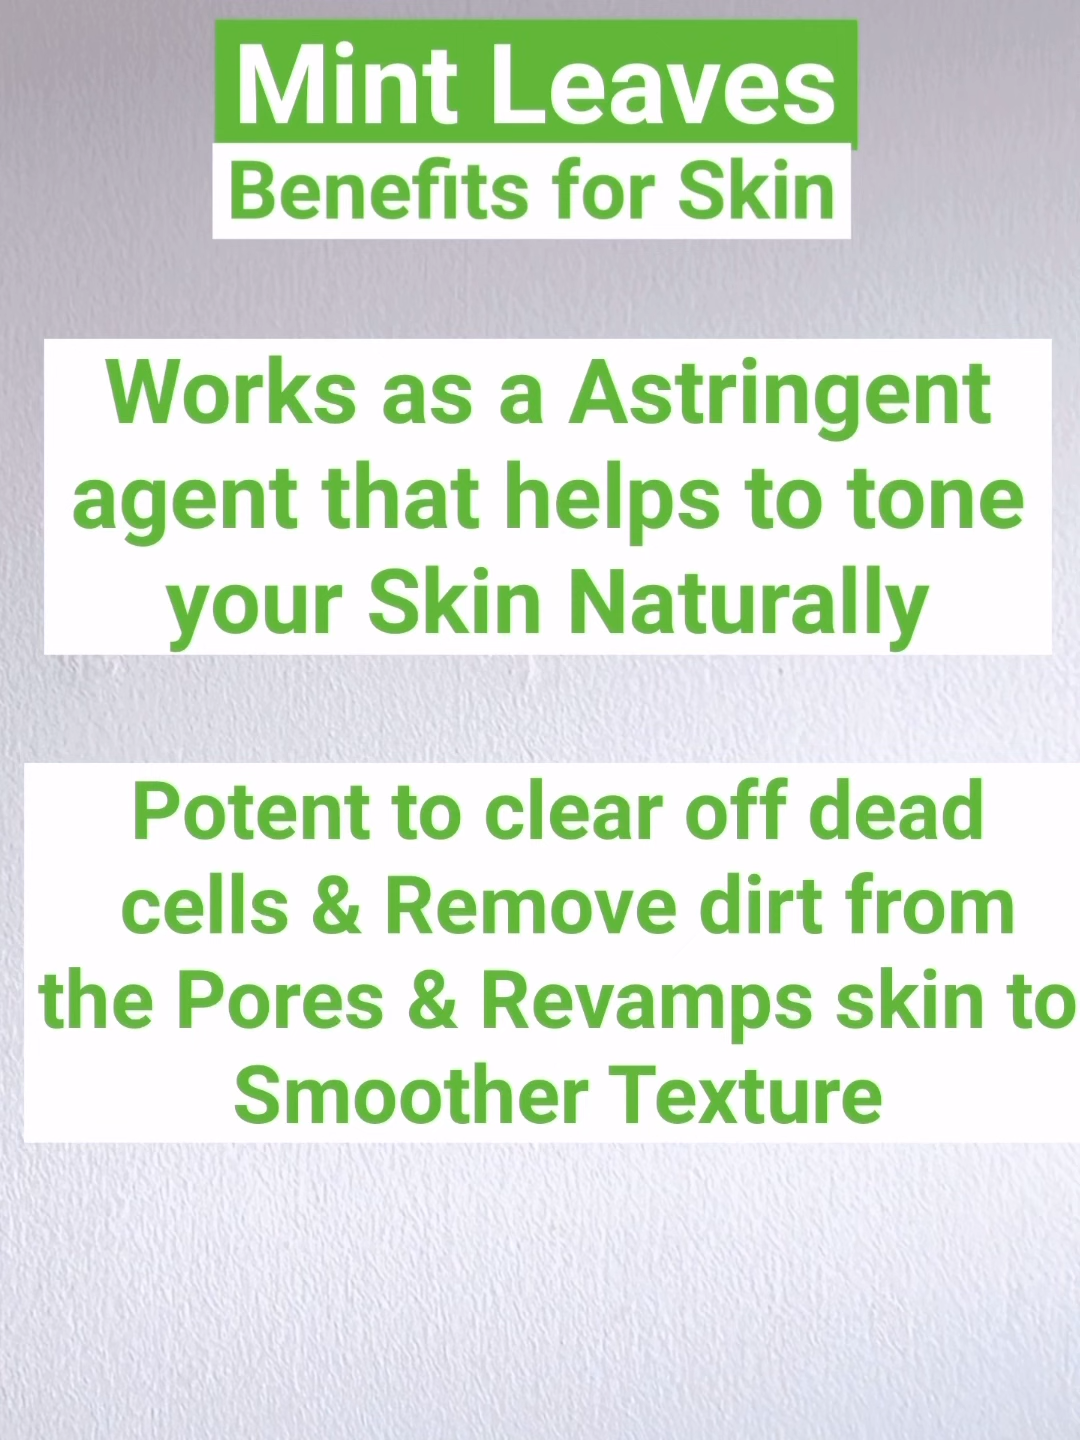 Mint Leaves
Benefits for Skin
Works as a Astringent
agent that helps to tone
your Skin Naturally
Potent to clear off dead
cells & Remove dirt from
the Pores & Revamps skin to
Smoother Texture